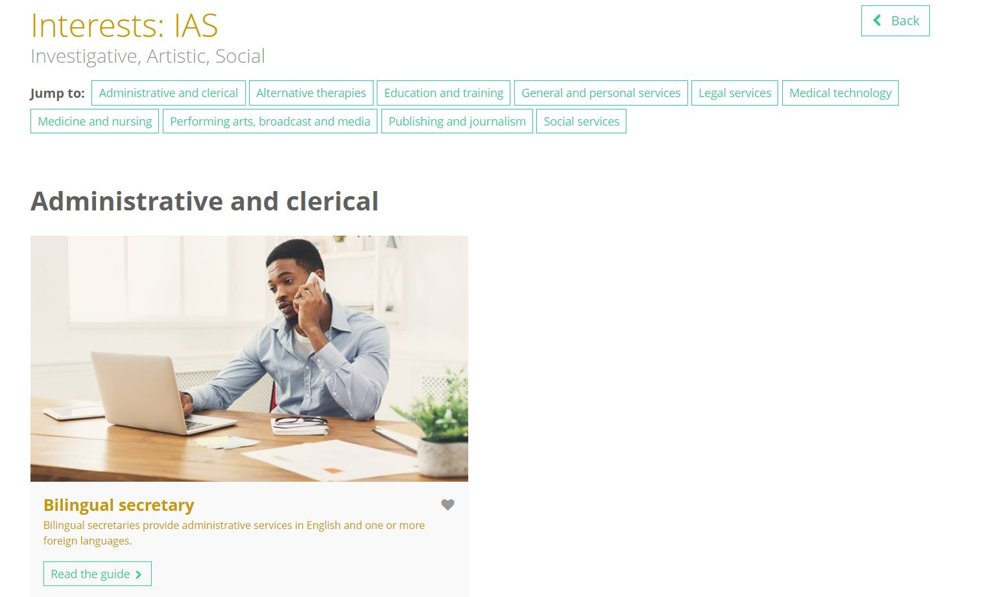 Interests: IAS
Back
Investigative, Artistic, Social
Jump to: Administrative and clerical Alternative therapies Education and training General and personal services Legal services Medical technology
Medicine and nursing Performing arts, broadcast and media Publishing and journalism Social services
Administrative and clerical
Bilingual secretary
Bilingual secretaries provide administrative services in English and one or more
foreign languages.
Read the guide